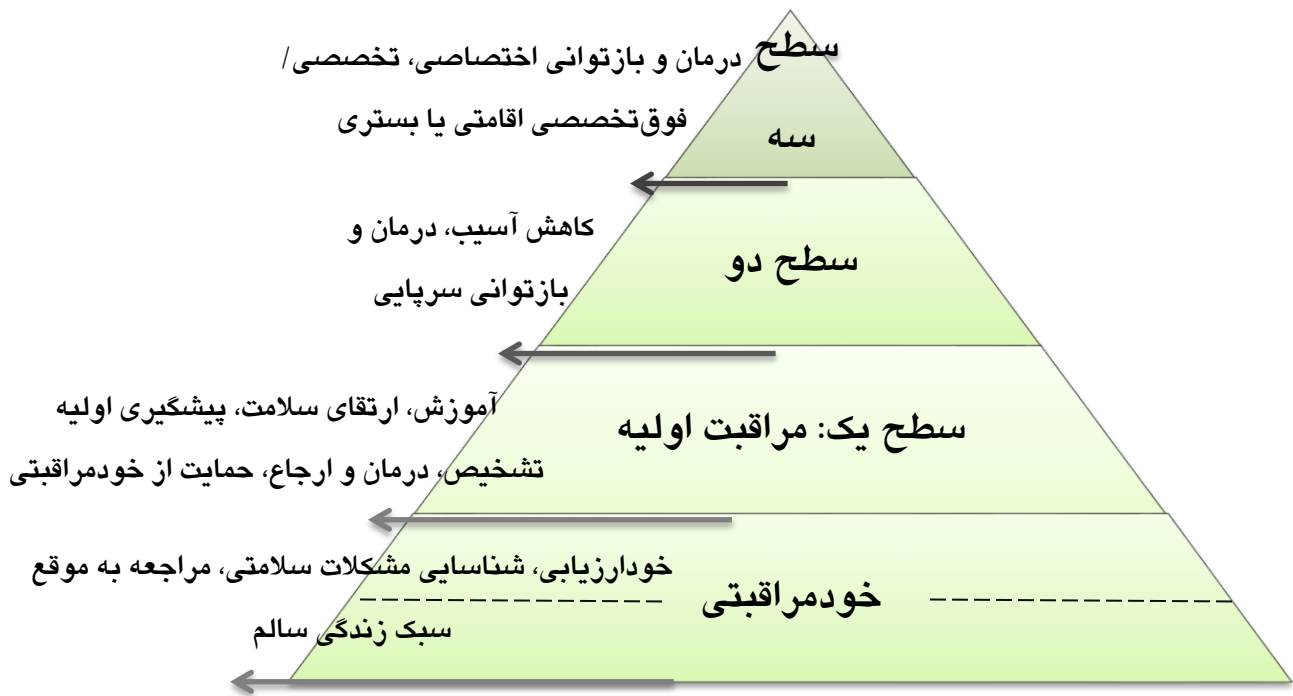 سطح
سه
درمان و بازتوانی اختصاصی، تخصصی/
فوق‌تخصصی اقامتی یا بستری
سطح دو
کاهش آسیب، درمان و
بازتوانی سرپایی
سطح یک: مراقبت اولیه
آموزش، ارتقای سلامت، پیشگیری اولیه
تشخیص، درمان و ارجاع، حمایت از خودمراقبتی
خودمراقبتی
خودارزیابی، شناسایی مشکلات سلامتی، مراجعه به موقع
سبک زندگی سالم